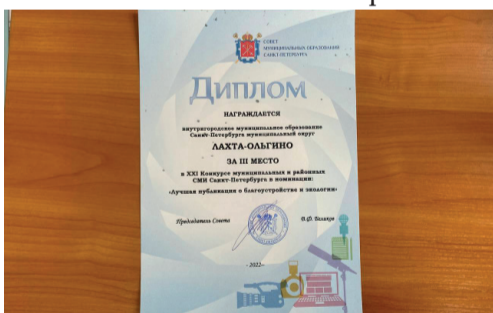 СОВЕТ
МУНИЦИПАЛЬНЫХ ОБРАЗОВАНИЙ
САНКТ-ПЕТЕРБУРГА
ДИПЛОМ
НАГРАЖДАЕТСЯ
внутригородское муниципальное образование
Санкт-Петербурга муниципальный округ
ЛАХТА-ОЛЬГИНО
ЗА III МЕСТО
в XXI Конкурсе муниципальных и районных
СМИ Санкт-Петербурга в номинации:
«Лучшая публикация о благоустройстве и экологии»
Председатель Совета В.Ф. Беликов
- 2022-